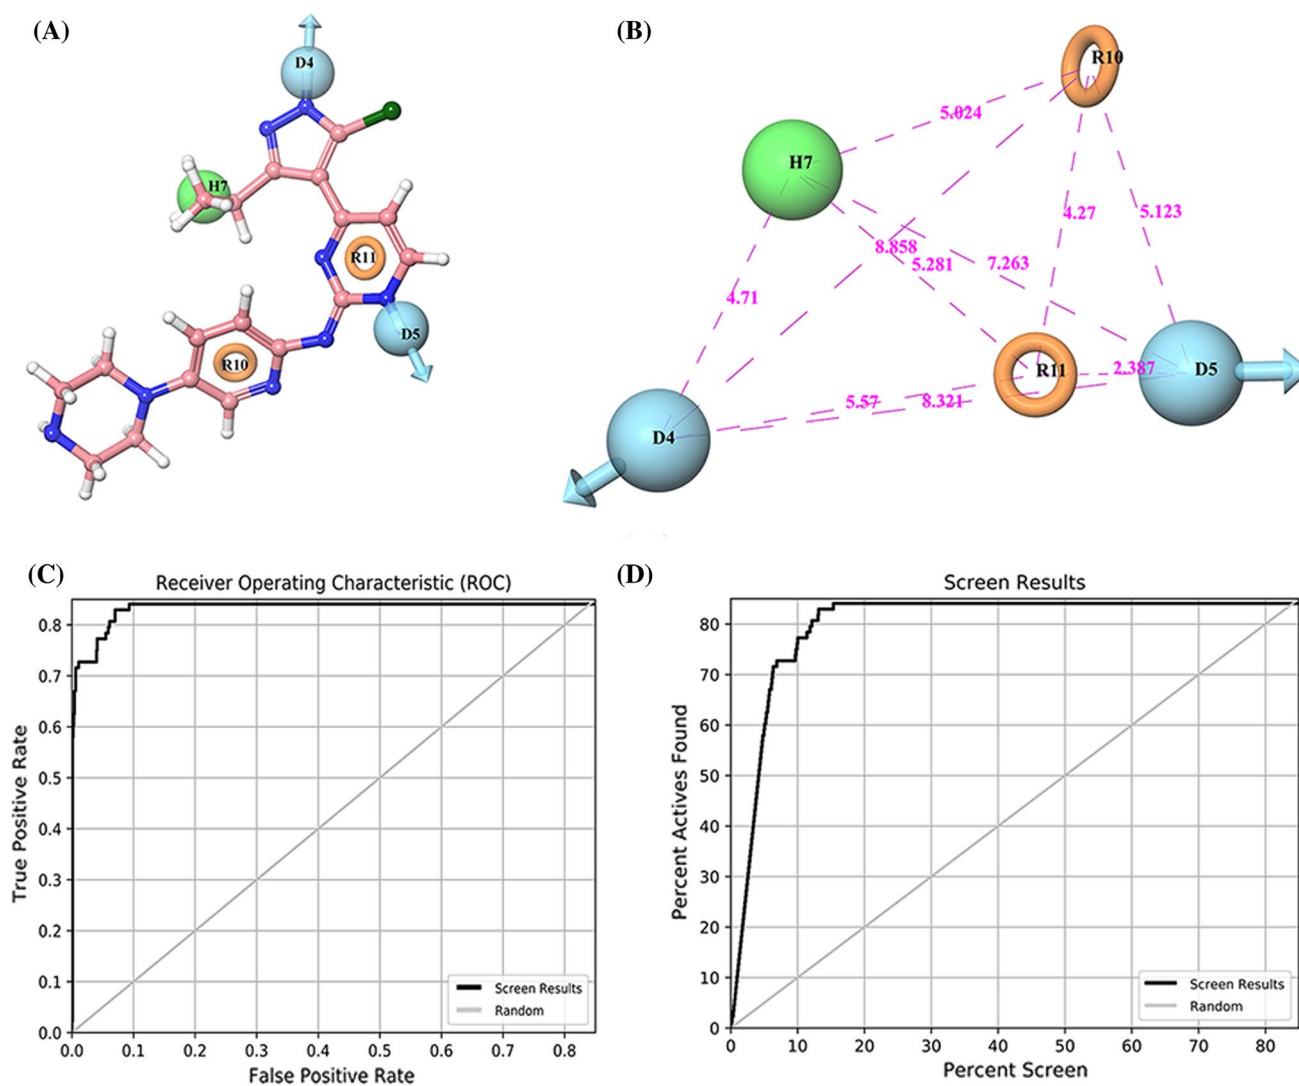 (A)
D4
H7
R11
D5
R10
(B)
R10
5.024
H7
4.27
5.123
8.858
5.281
7.263
4.71
R11
2.387
D5
5.57
8.321
D4
(C)
Receiver Operating Characteristic (ROC)
True Positive Rate
0.8
0.7
0.6
0.5
0.4
0.3
0.2
0.1
0.0
0.0 0.1 0.2 0.3 0.4 0.5 0.6 0.7 0.8
False Positive Rate
Screen Results
Random
(D)
Screen Results
Percent Actives Found
80
70
60
50
40
30
20
10
0
0 10 20 30 40 50 60 70 80
Percent Screen
Screen Results
Random